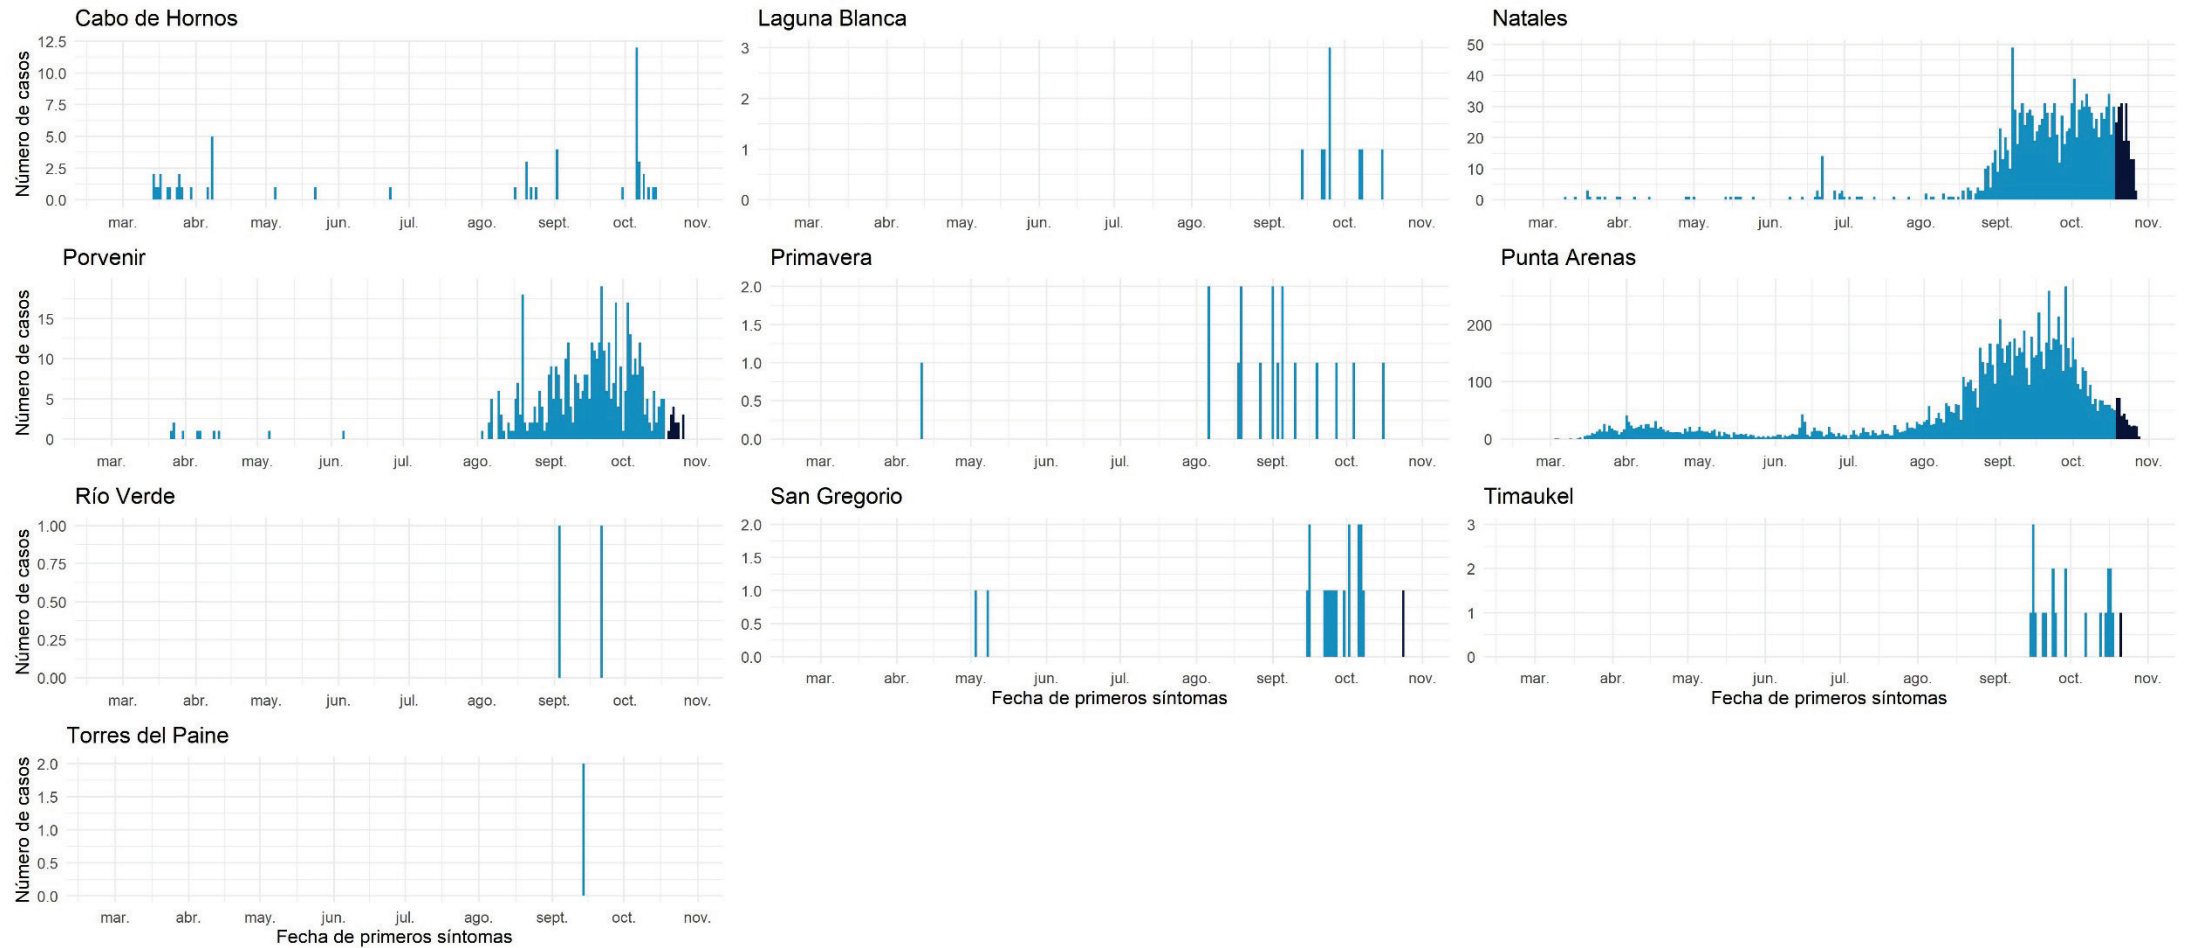 Cabo de Hornos
Número de casos
12.5
10.0
7.5
5.0
2.5
0.0
mar. abr. may. jun. jul. ago. sept. oct. nov.
Laguna Blanca
3
2
1
0
mar. abr. may. jun. jul. ago. sept. oct. nov.
Natales
50
40
30
20
10
0
mar. abr. may. jun. jul. ago. sept. oct. nov.
Porvenir
Número de casos
15
10
5
0
mar. abr. may. jun. jul. ago. sept. oct. nov.
Primavera
2.0
1.5
1.0
0.5
0.0
mar. abr. may. jun. jul. ago. sept. oct. nov.
Punta Arenas
200
100
0
mar. abr. may. jun. jul. ago. sept. oct. nov.
Río Verde
Número de casos
1.00
0.75
0.50
0.25
0.00
mar. abr. may. jun. jul. ago. sept. oct. nov.
San Gregorio
2.0
1.5
1.0
0.5
0.0
mar. abr. may. jun. jul. ago. sept. oct. nov.
Fecha de primeros síntomas
Timaukel
3
2
1
0
mar. abr. may. jun. jul. ago. sept. oct. nov.
Fecha de primeros síntomas
Torres del Paine
Número de casos
2.0
1.5
1.0
0.5
0.0
mar. abr. may. jun. jul. ago. sept. oct. nov.
Fecha de primeros síntomas